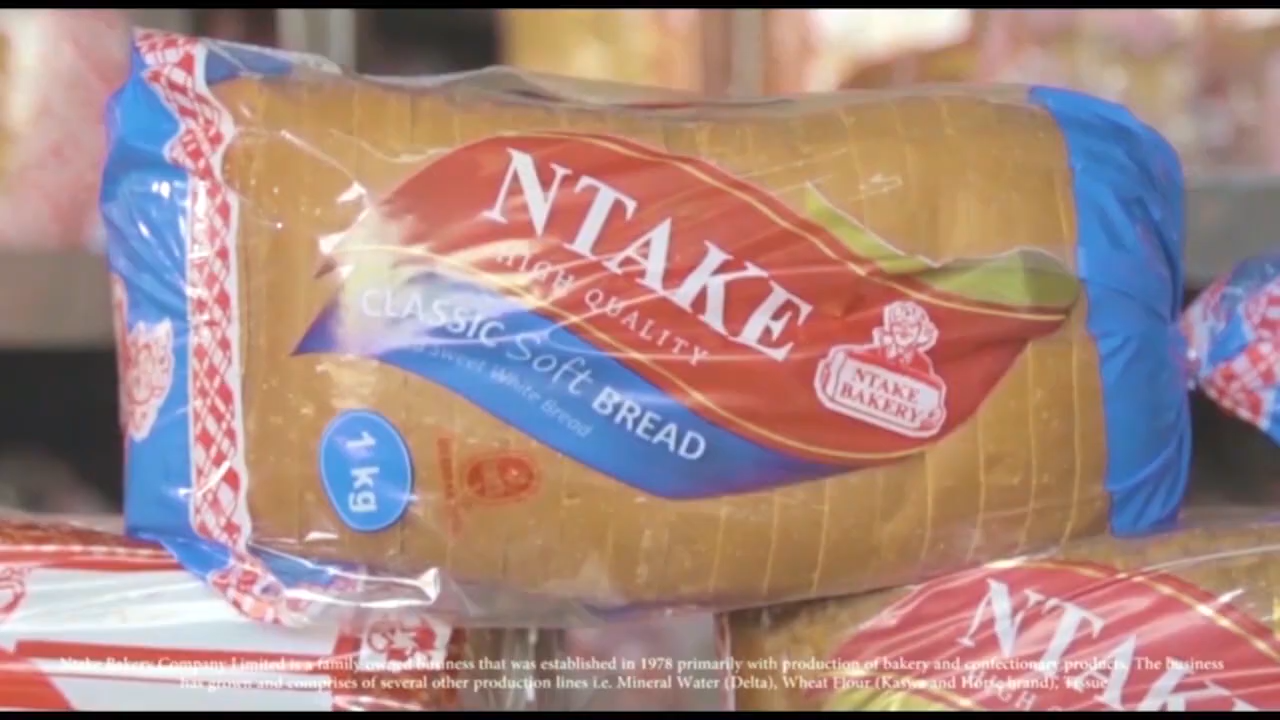 NTAKE
HIGH QUALITY
CLASSIC Soft BREAD
Sweet White Bread
NTAKE
BAKERY
1 kg
NTAK
Ntake Bakery Company Limited is a family owned business that was established in 1978 primarily with production of bakery and confectionary products. The business
has grown and comprises of several other production lines i.e. Mineral Water (Delta), Wheat Flour (Kaswa and Horse brand), Tissue